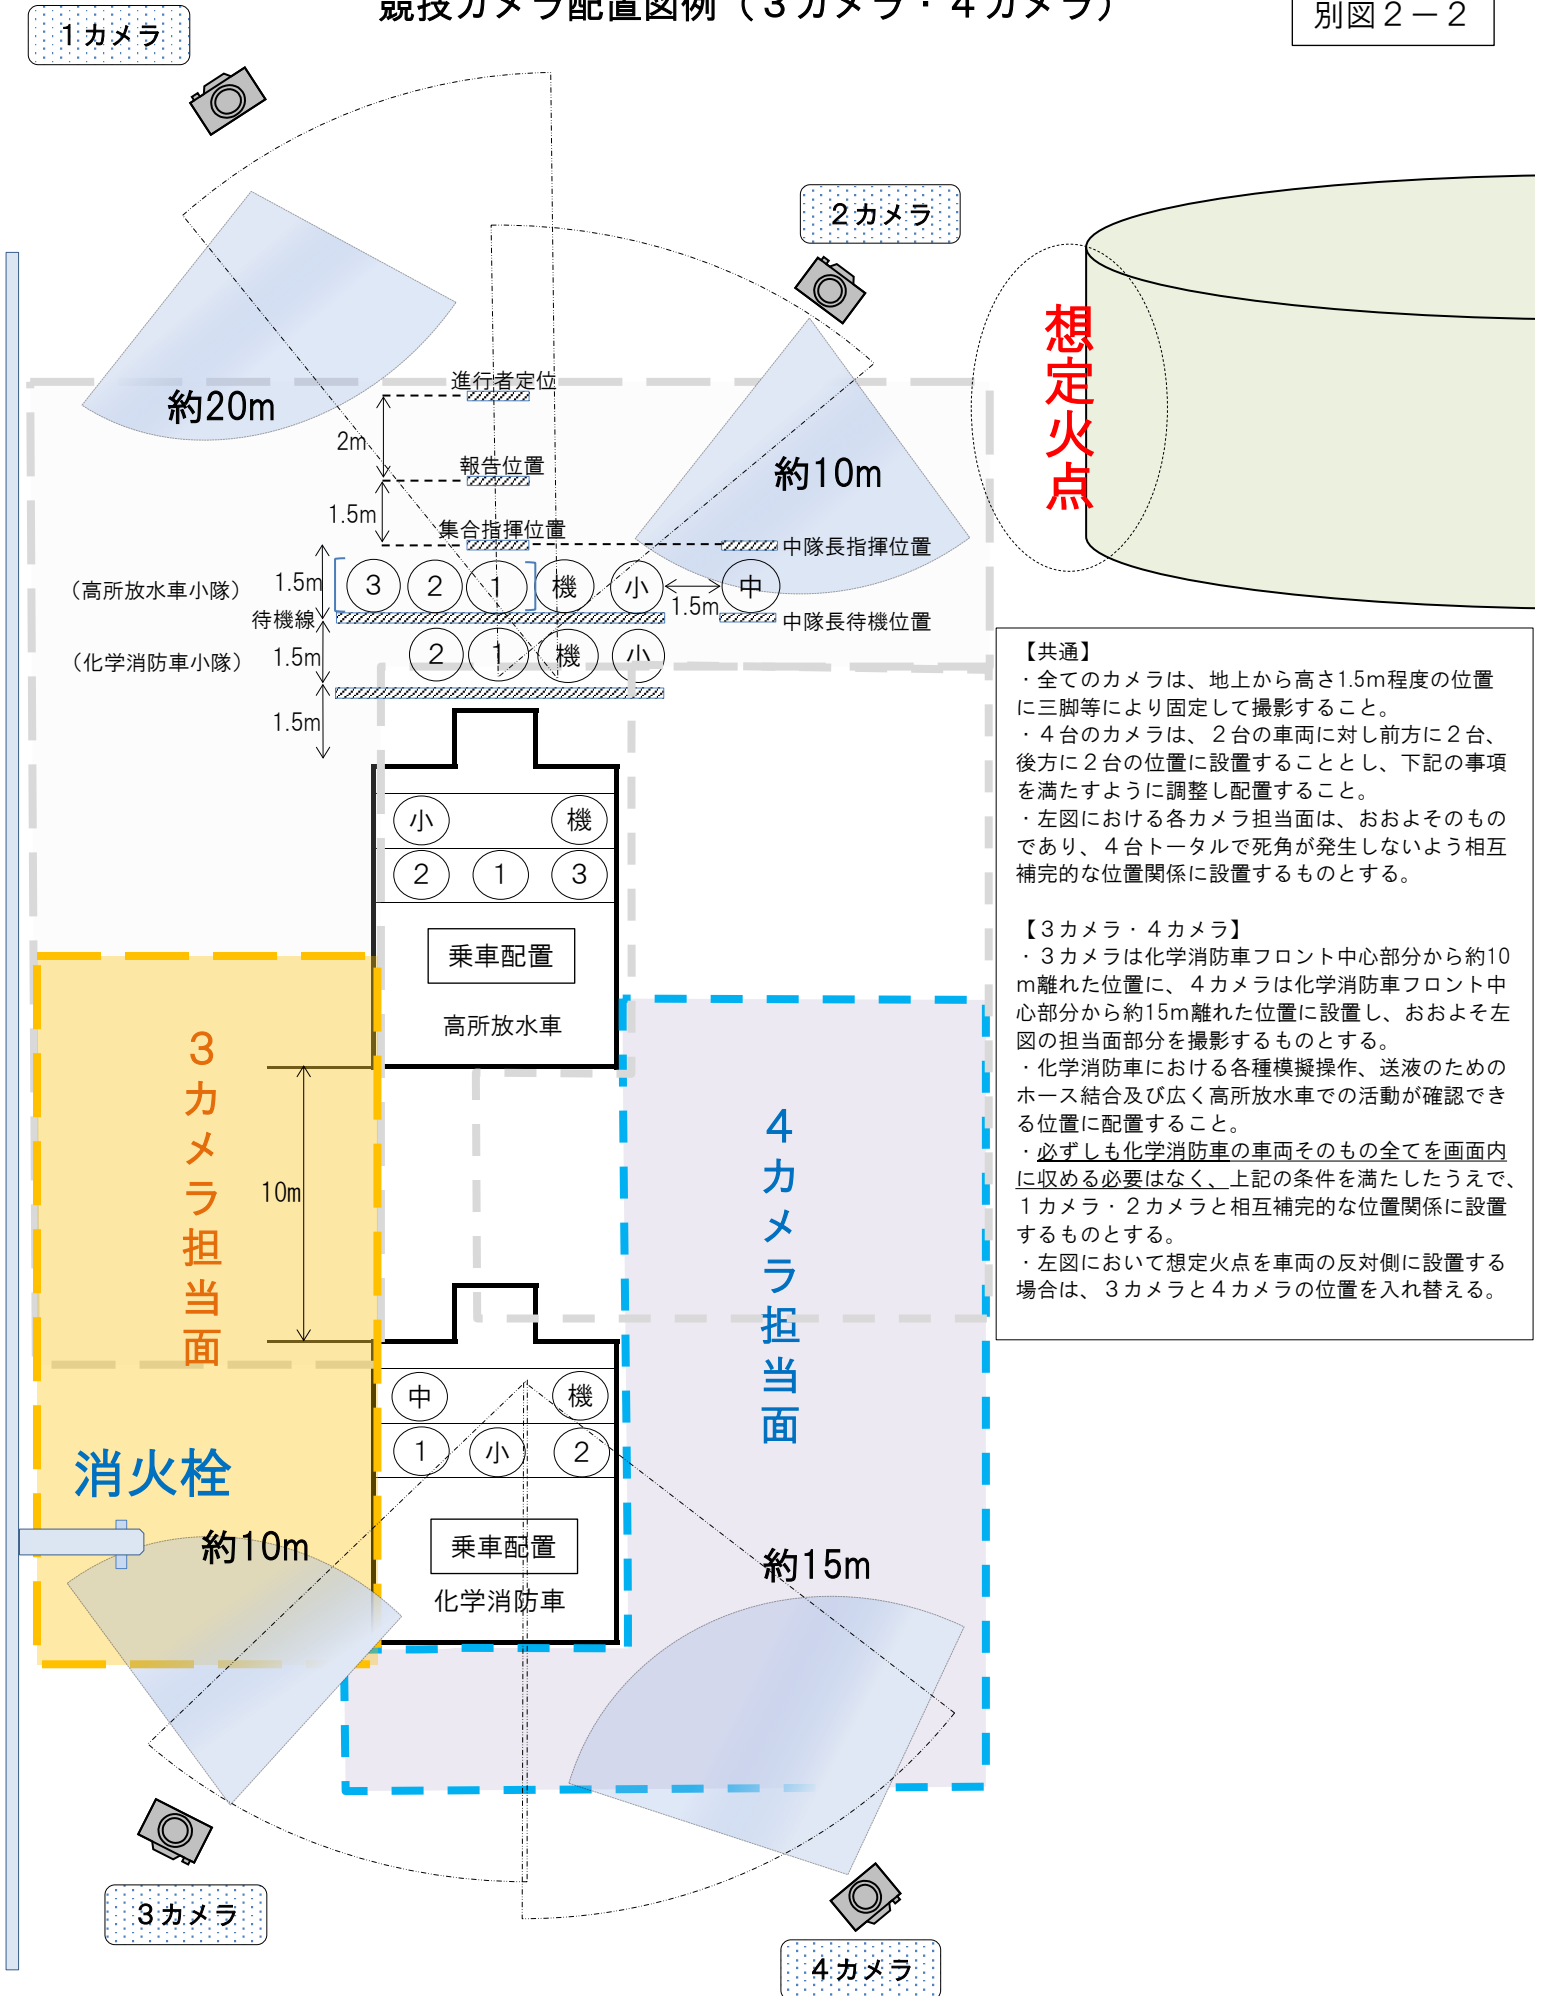 競技カメラ配置図例（３カメラ・４カメラ）
別図２－２
１カメラ
２カメラ
想定火点
約20m
約10m
進行者定位
2m
報告位置
1.5m
集合指揮位置
中隊長指揮位置
（高所放水車小隊）
1.5m
３
２
１
機
小
1.5m
中
待機線
中隊長待機位置
（化学消防車小隊）
1.5m
２
１
機
小
1.5m
小
機
２
１
３
乗車配置
高所放水車
３カメラ担当面
４カメラ担当面
10m
中
機
１
小
２
乗車配置
化学消防車
消火栓
約10m
約15m
３カメラ
４カメラ
【共通】
・全てのカメラは、地上から高さ1.5m程度の位置
に三脚等により固定して撮影すること。
・４台のカメラは、２台の車両に対し前方に２台、
後方に２台の位置に設置することとし、下記の事項
を満たすように調整し配置すること。
・左図における各カメラ担当面は、おおよそのもの
であり、４台トータルで死角が発生しないよう相互
補完的な位置関係に設置するものとする。
【３カメラ・４カメラ】
・３カメラは化学消防車フロント中心部分から約10
m離れた位置に、４カメラは化学消防車フロント中
心部分から約15m離れた位置に設置し、おおよそ左
図の担当面部分を撮影するものとする。
・化学消防車における各種模擬操作、送液のための
ホース結合及び広く高所放水車での活動が確認でき
る位置に配置すること。
・必ずしも化学消防車の車両そのもの全てを画面内
に収める必要はなく、上記の条件を満たしたうえで、
１カメラ・２カメラと相互補完的な位置関係に設置
するものとする。
・左図において想定火点を車両の反対側に設置する
場合は、３カメラと４カメラの位置を入れ替える。